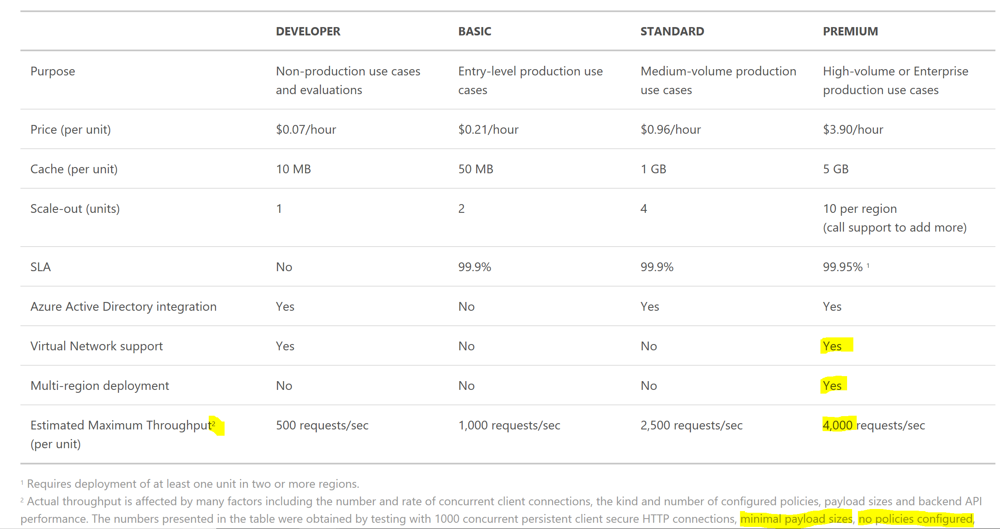 DEVELOPER BASIC STANDARD PREMIUM
Purpose Non-production use cases Entry-level production use Medium-volume production High-volume or Enterprise
and evaluations cases use cases production use cases
Price (per unit) $0.07/hour $0.21/hour $0.96/hour $3.90/hour
Cache (per unit) 10 MB 50 MB 1 GB 5 GB
Scale-out (units) 1 2 4 10 per region
(call support to add more)
SLA No 99.9% 99.9% 99.95% ¹
Azure Active Directory integration Yes No Yes Yes
Virtual Network support Yes No No Yes
Multi-region deployment No No No Yes
Estimated Maximum Throughput² 500 requests/sec 1,000 requests/sec 2,500 requests/sec 4,000 requests/sec
(per unit)
¹ Requires deployment of at least one unit in two or more regions.
² Actual throughput is affected by many factors including the number and rate of concurrent client connections, the kind and number of configured policies, payload sizes and backend API
performance. The numbers presented in the table were obtained by testing with 1000 concurrent persistent client secure HTTP connections, minimal payload sizes, no policies configured,